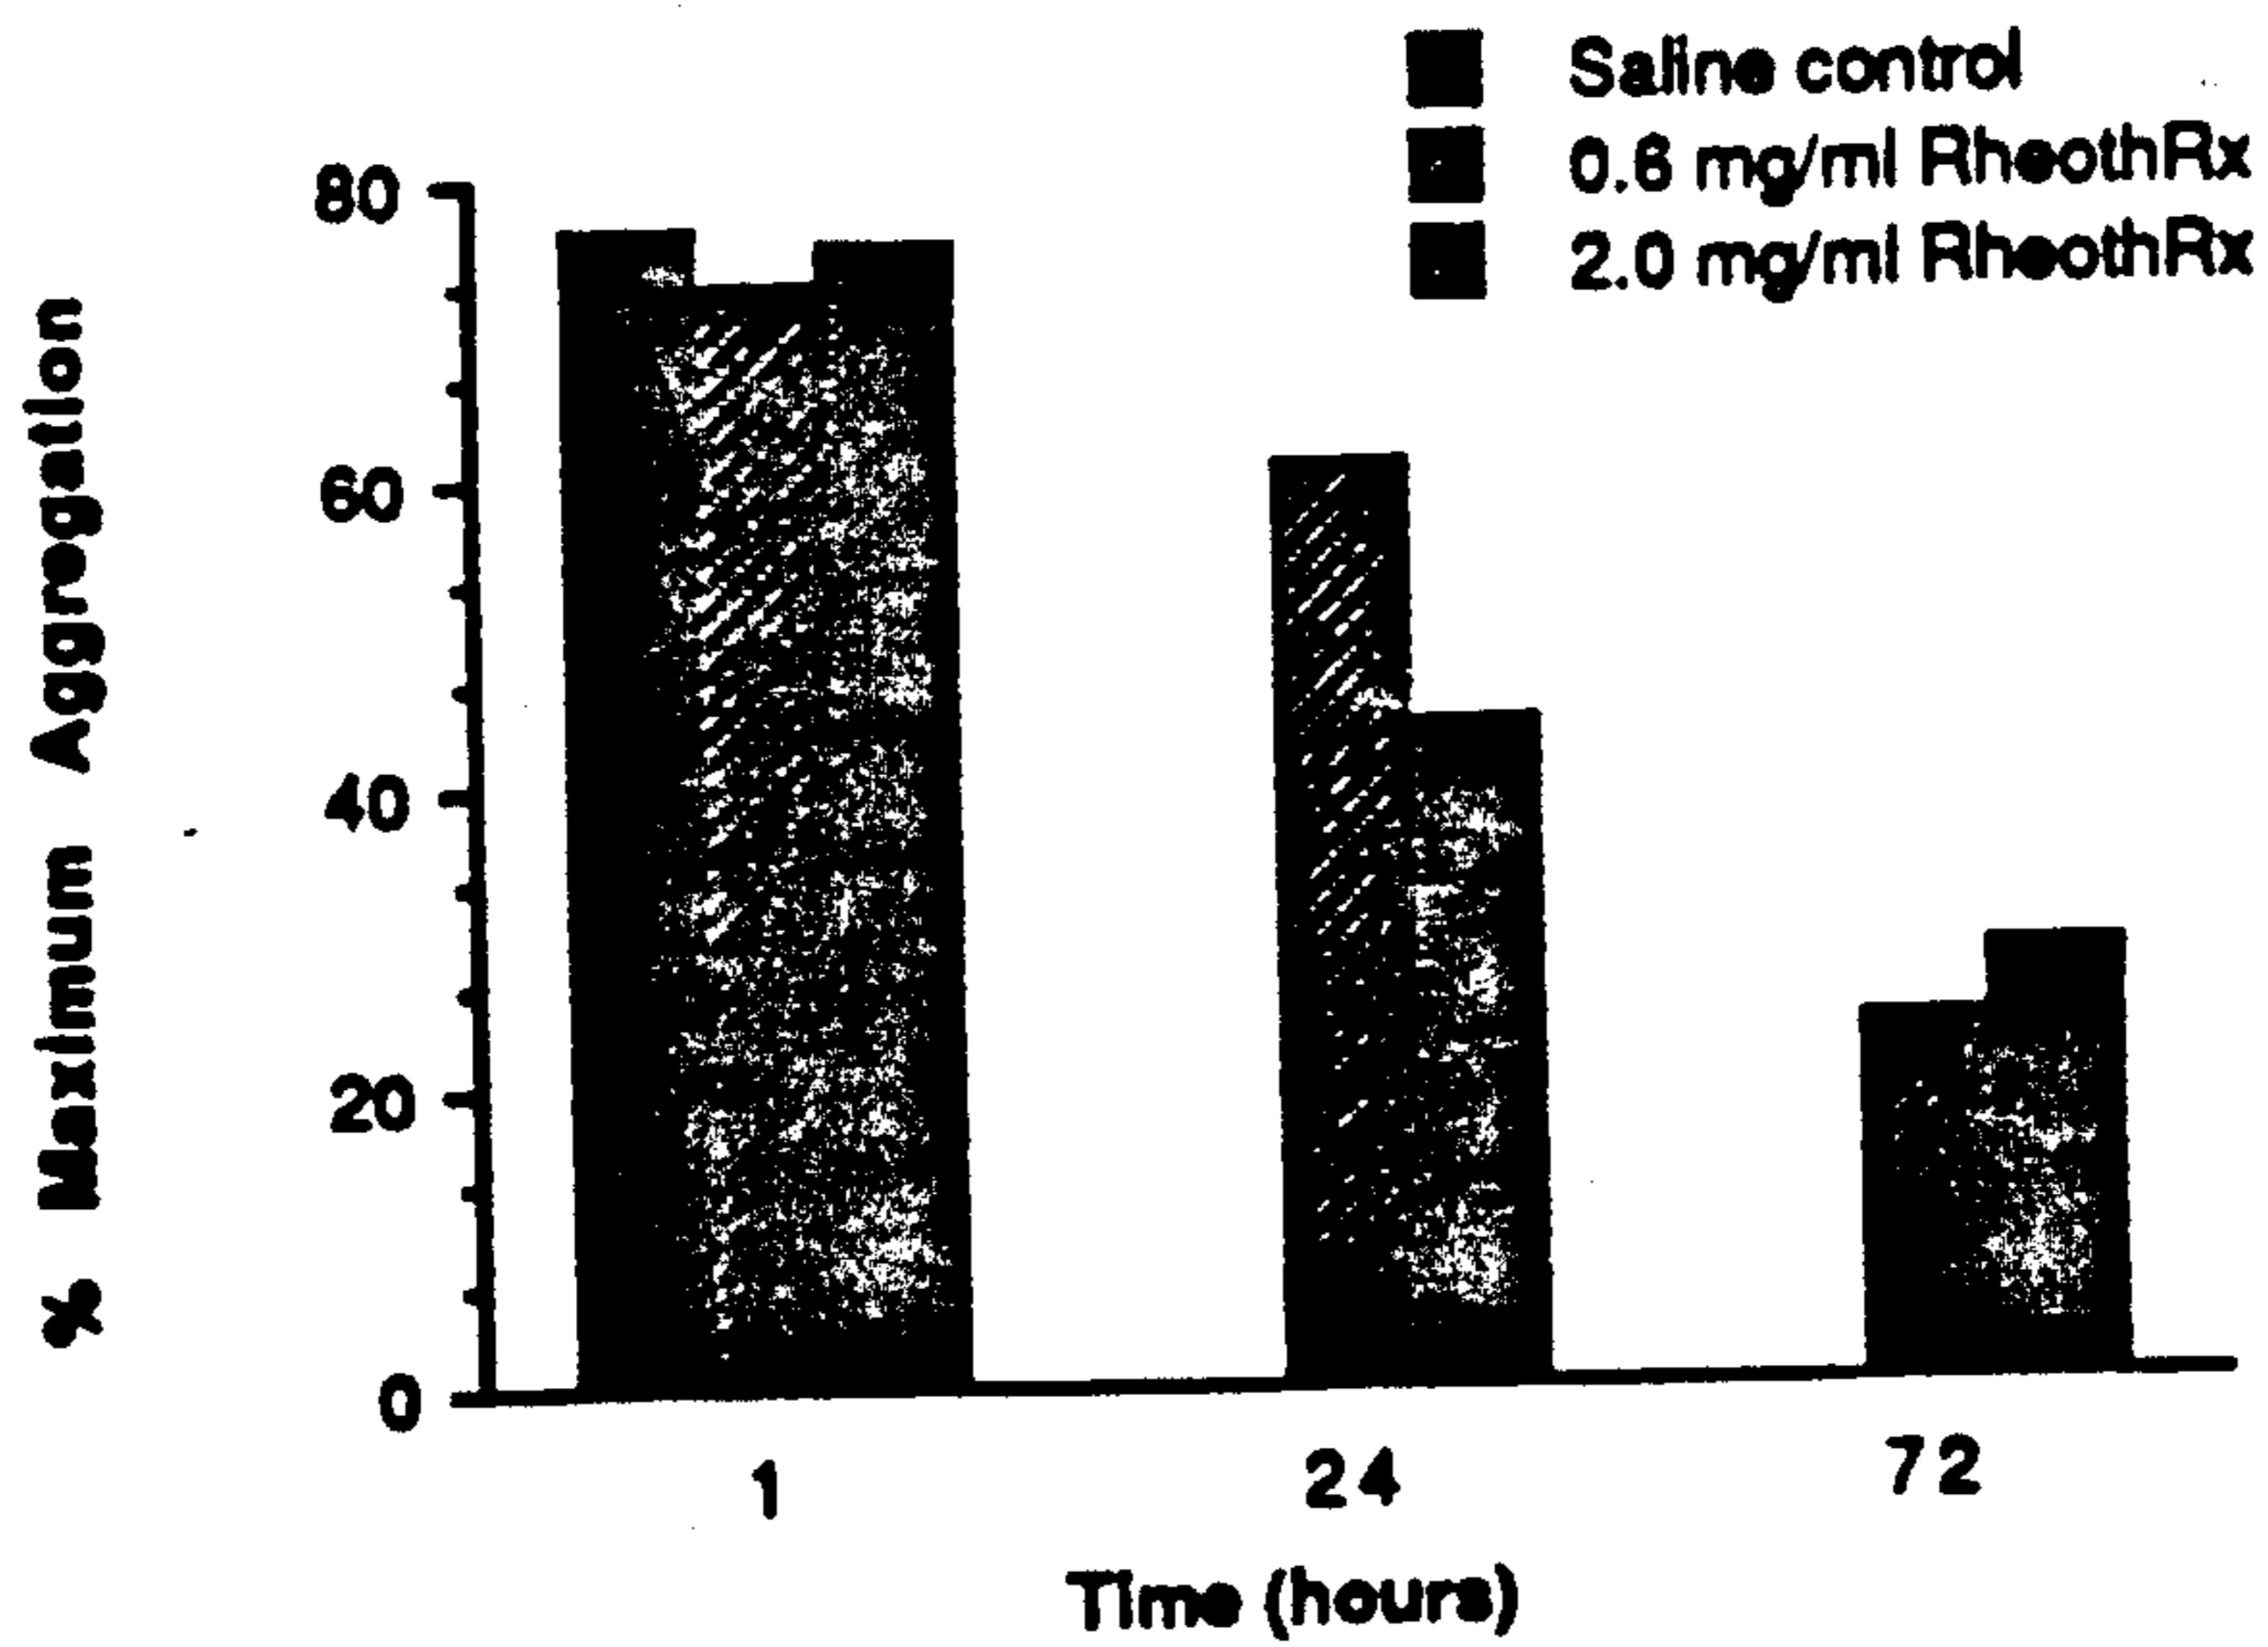 Saline control
0.6 mg/ml RheothRx
2.0 mg/ml RheothRx
% Maximum Aggregation
80
60
40
20
0
1
24
72
Time (hours)